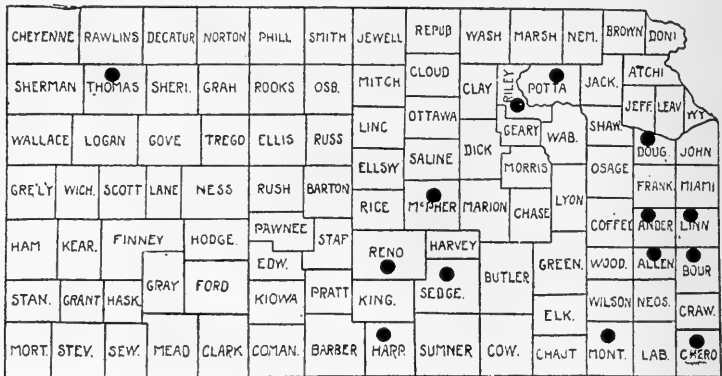 CHEYENNE RAWLINS DECATUR NORTON PHILL SMITH JEWELL REPUB WASH MARSH NEM. BROWN DONI
SHERMAN THOMAS SHERI. GRAH ROOKS OSB. MITCH CLOUD CLAY RILEY POTTA JACK. ATCHI
JEFF. LEAV WY
WALLACE LOGAN GOVE TREGO ELLIS RUSS LINC OTTAWA GEARY WAB. SHAW. DOUG. JOHN
ELLSW SALINE DICK MORRIS OSAGE FRANK. MIAMI
GRE'LY WICH. SCOTT LANE NESS RUSH BARTON RICE McPHER MARION CHASE LYON
HAM KEAR. FINNEY HODGE. PAWNEE STAF RENO HARVEY COFFEY ANDER LINN
EDW. SEDGE. BUTLER GREEN. WOOD. ALLEN BOUR
STAN. GRANT HASK. GRAY FORD KIOWA PRATT KING. ELK. WILSON NEOS. CRAW.
MORT. STEV. SEW. MEAD CLARK COMAN. BARBER HARP. SUMNER COW. CHAJT MONT. LAB. CHERO